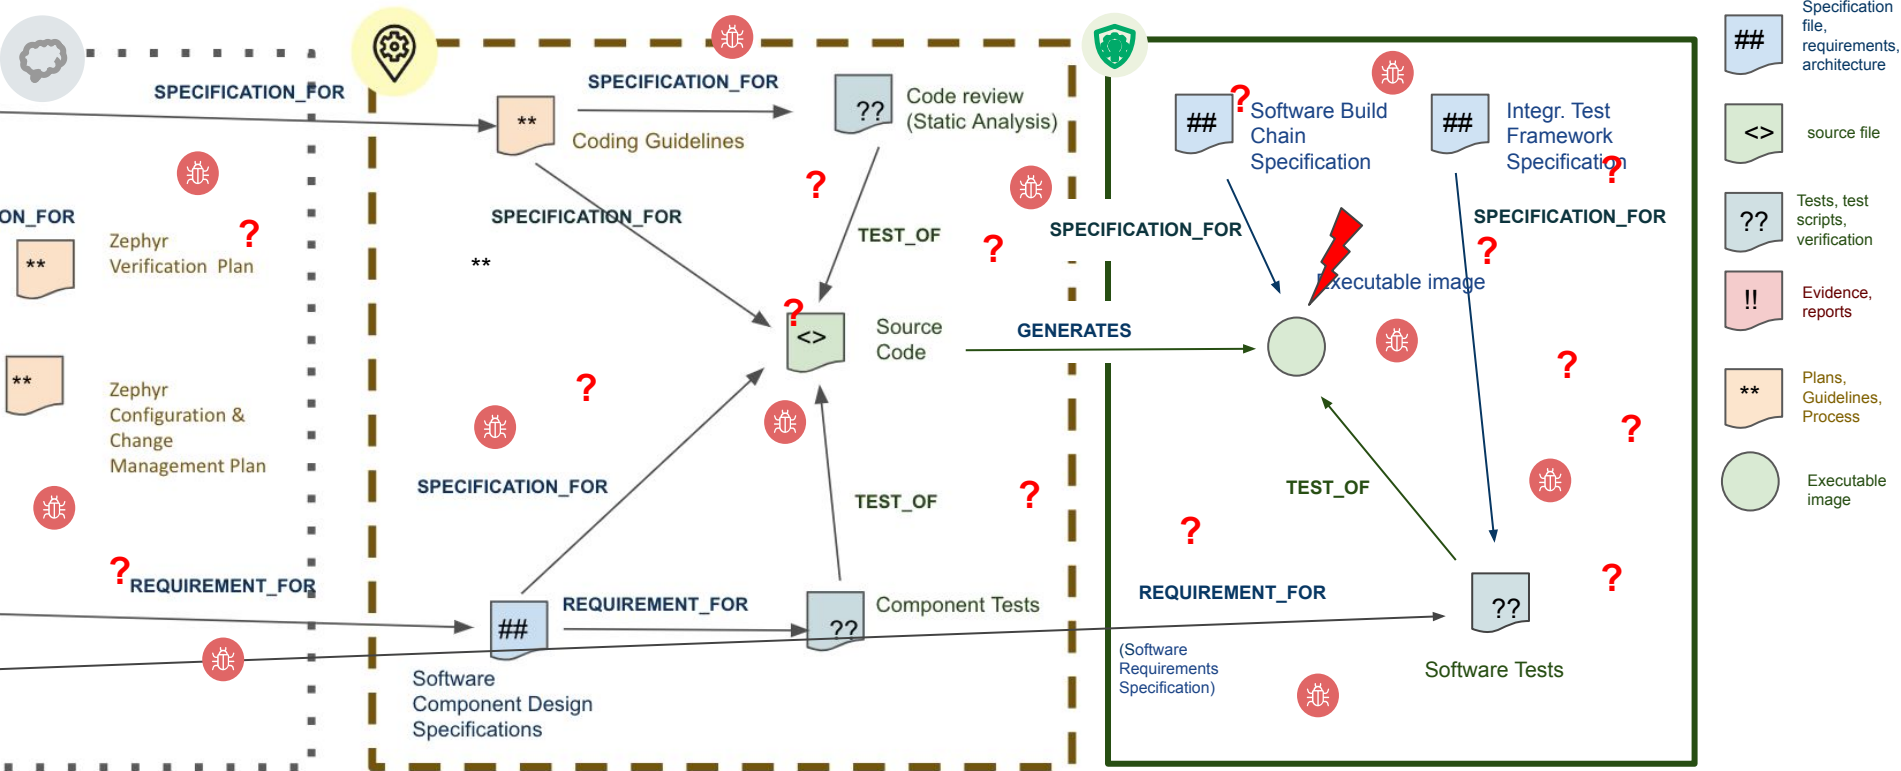 SPECIFICATION_FOR
ON_FOR
**
Zephyr
Verification Plan
?
**
Zephyr
Configuration &
Change
Management Plan
?
REQUIREMENT_FOR
**
Coding Guidelines
SPECIFICATION_FOR
??
Code review
(Static Analysis)
?
SPECIFICATION_FOR
TEST_OF
?
**
?
<>
Source
Code
?
SPECIFICATION_FOR
TEST_OF
?
##
REQUIREMENT_FOR
??
Component Tests
Software
Component Design
Specifications
GENERATES
##
?
Software Build
Chain
Specification
##
Integr. Test
Framework
Specification
?
SPECIFICATION_FOR
SPECIFICATION_FOR
?
Executable image
?
?
TEST_OF
?
?
REQUIREMENT_FOR
??
(Software
Requirements
Specification)
Software Tests
##
Specification
file,
requirements,
architecture
<>
source file
??
Tests, test
scripts,
verification
!!
Evidence,
reports
**
Plans,
Guidelines,
Process
Executable
image